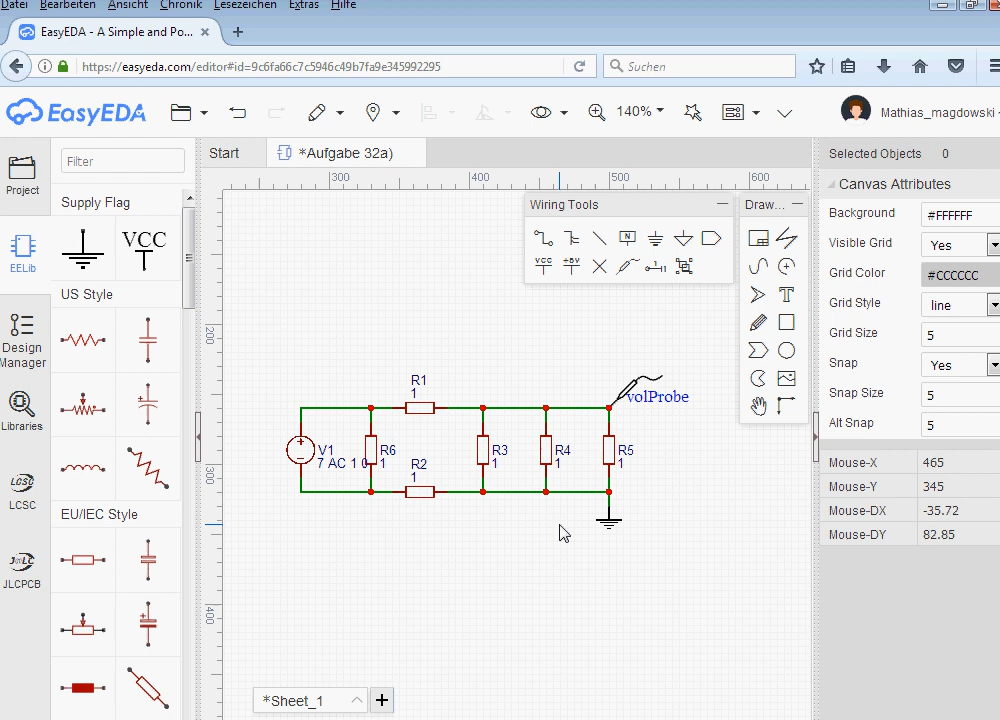 Datei Bearbeiten Ansicht Chronik Lesezeichen Extras Hilfe
EasyEDA - A Simple and Po...
https://easyeda.com/editor#id=9c6fa66c7c5946c49b7fa9e345992295
Suchen
EasyEDA
140%
Mathias_magdowski
Project
EELib
Design
Manager
Libraries
LCSC
LCSC
JLC
JLCPCB
Filter
Supply Flag
VCC
US Style
EU/IEC Style
Start
*Aufgabe 32a)
300
400
500
600
200
300
400
Wiring Tools
N
VCC
+5V
Draw...
T
R1
1
volProbe
V1
7 AC 1 0
R6
1
R2
1
R3
1
R4
1
R5
1
*Sheet_1
Selected Objects 0
Canvas Attributes
Background #FFFFFF
Visible Grid Yes
Grid Color #CCCCCC
Grid Style line
Grid Size 5
Snap Yes
Snap Size 5
Alt Snap 5
Mouse-X 465
Mouse-Y 345
Mouse-DX -35.72
Mouse-DY 82.85